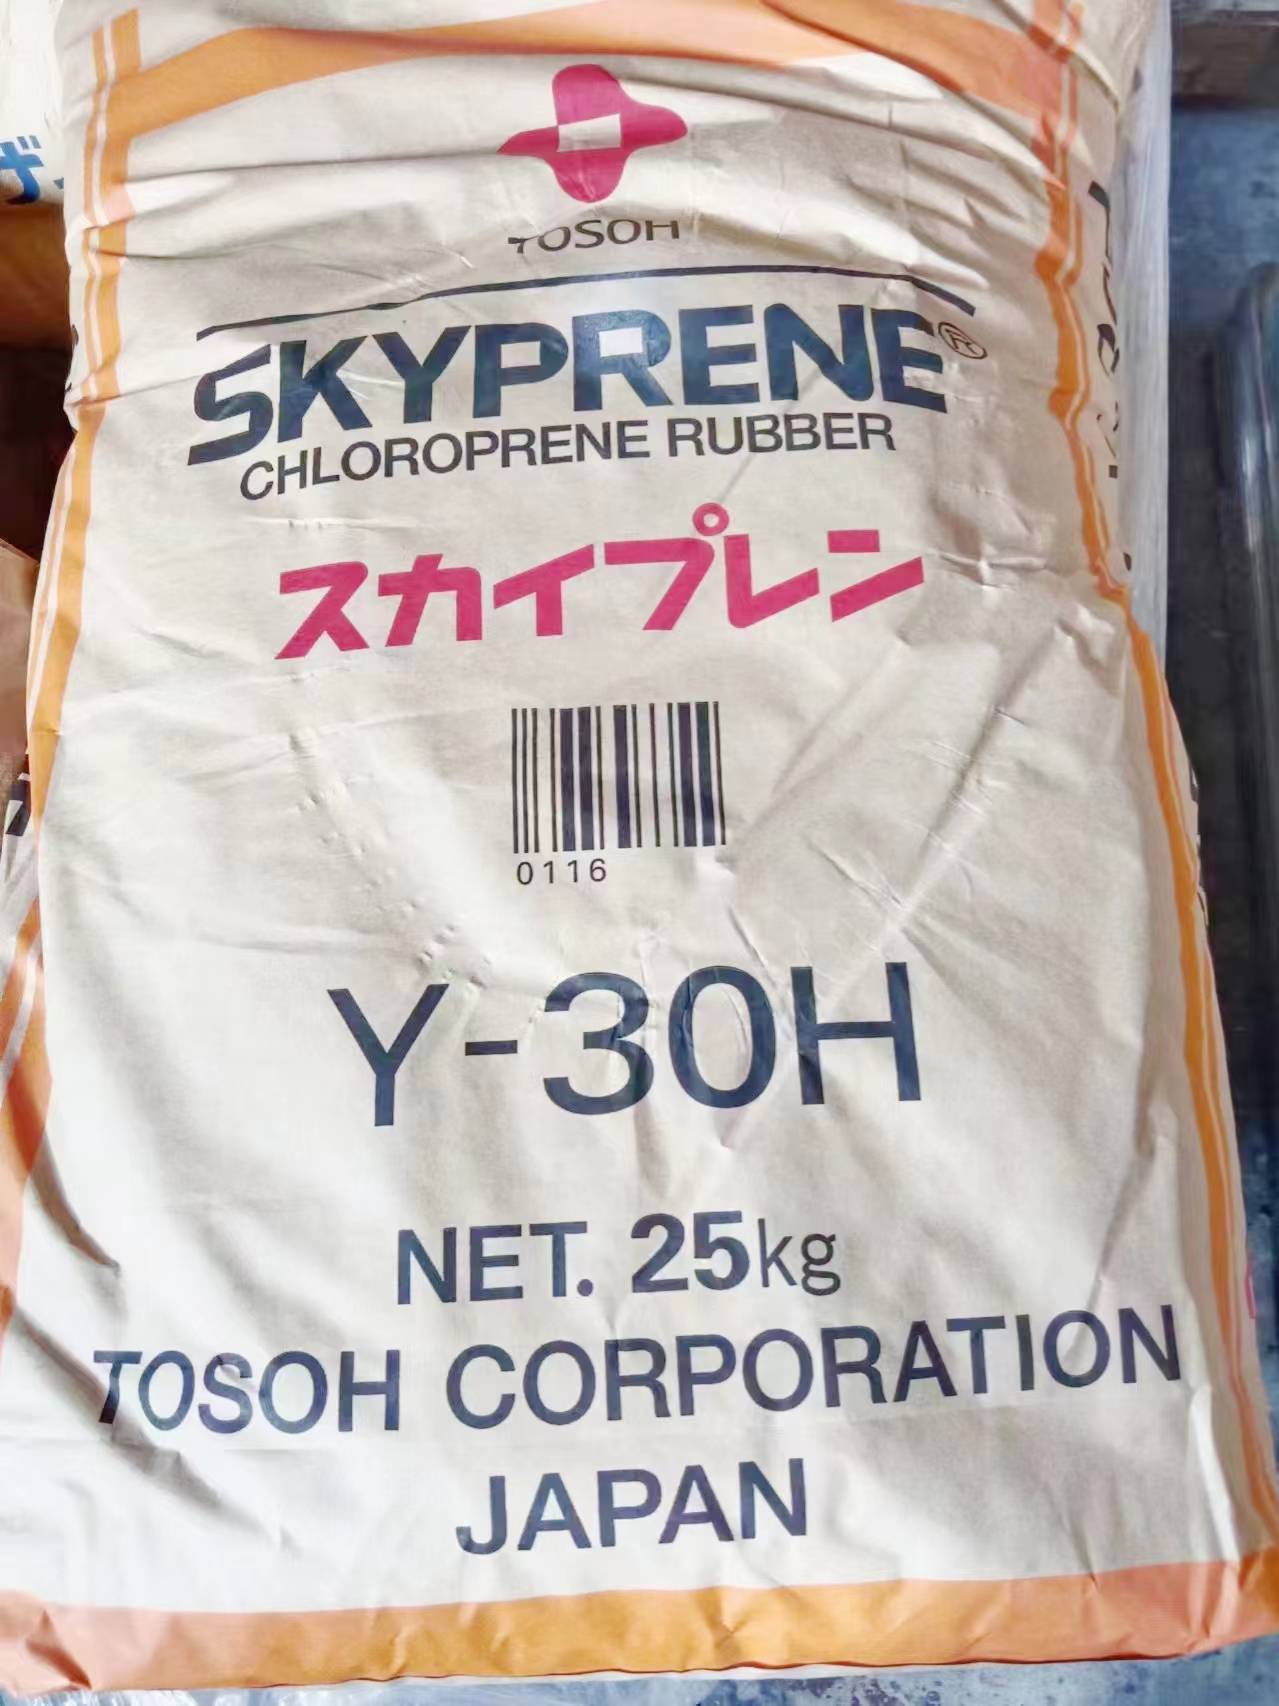 TOSOH
SKYPRENE®
CHLOROPRENE RUBBER
スカイプレン
0116
Y-30H
NET. 25kg
TOSOH CORPORATION
JAPAN